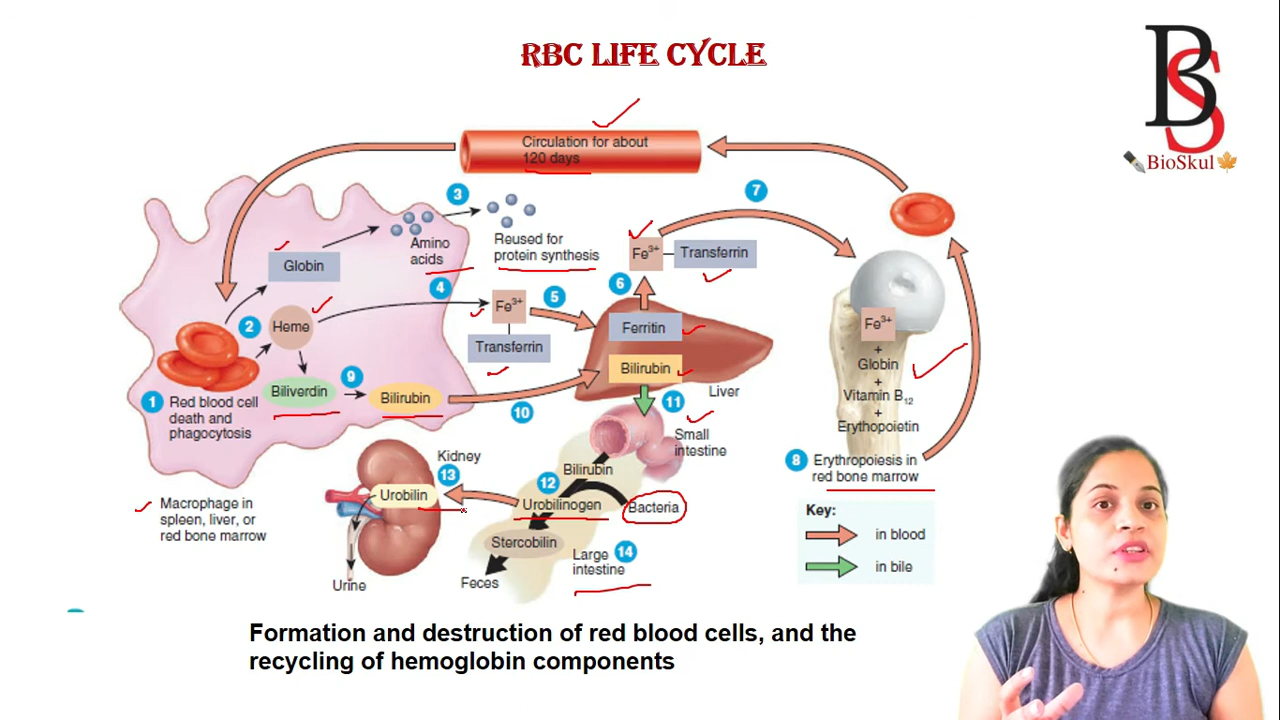 RBC LIFE CYCLE
BS
BioSkul
Circulation for about
120 days
3
7
Amino
acids
Reused for
protein synthesis
Globin
Fe³⁺
Transferrin
4
5
6
2
Heme
Fe³⁺
Transferrin
Ferritin
Bilirubin
Liver
Fe³⁺
+
Globin
+
Vitamin B₁₂
+
Erythopoietin
Biliverdin
9
Bilirubin
10
11
1
Red blood cell
death and
phagocytosis
Small
intestine
8
Erythropoiesis in
red bone marrow
Kidney
13
Bilirubin
12
Urobilin
Urobilinogen
Bacteria
Macrophage in
spleen, liver, or
red bone marrow
Stercobilin
Large
intestine
14
Urine
Feces
Key:
in blood
in bile
Formation and destruction of red blood cells, and the
recycling of hemoglobin components